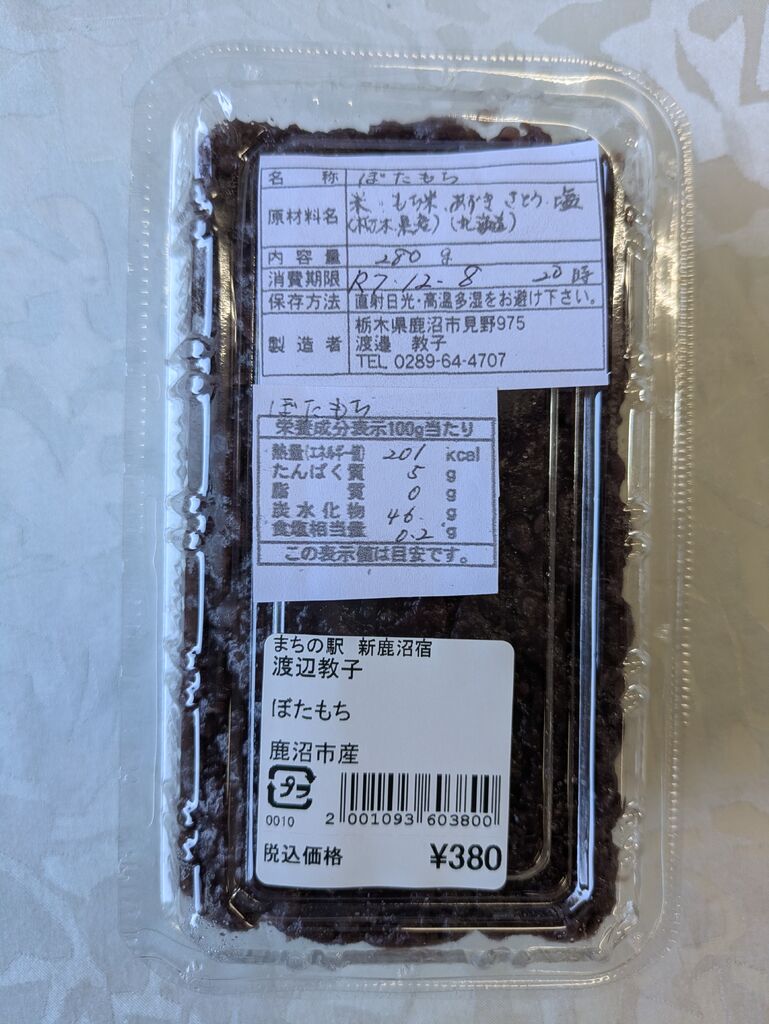 名称 ぼたもち
原材料名 米、もち米、あずき、さとう、塩
(栃木県産) (北海道)
内容量 280g
消費期限 R7.12-8 20時
保存方法 直射日光・高温多湿をお避け下さい。
製造者 栃木県鹿沼市見野975
渡邉 教子
TEL 0289-64-4707
ぼたもち
栄養成分表示100g当たり
熱量(エネルギー値) 201 kcal
たんぱく質 5 g
脂質 0 g
炭水化物 46. g
食塩相当量 0.2 g
この表示値は目安です。
まちの駅 新鹿沼宿
渡辺教子
ぼたもち
鹿沼市産
プラ
0010 2 001093 603800
税込価格 ¥380